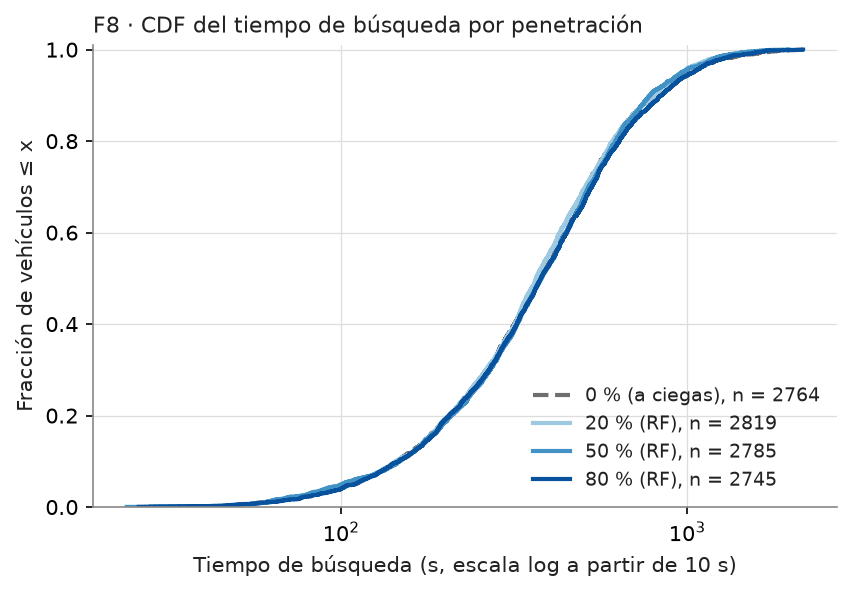 F8 · CDF del tiempo de búsqueda por penetración
Fracción de vehículos ≤ x
1.0
0.8
0.6
0.4
0.2
0.0
0 % (a ciegas), n = 2764
20 % (RF), n = 2819
50 % (RF), n = 2785
80 % (RF), n = 2745
10² 10³
Tiempo de búsqueda (s, escala log a partir de 10 s)